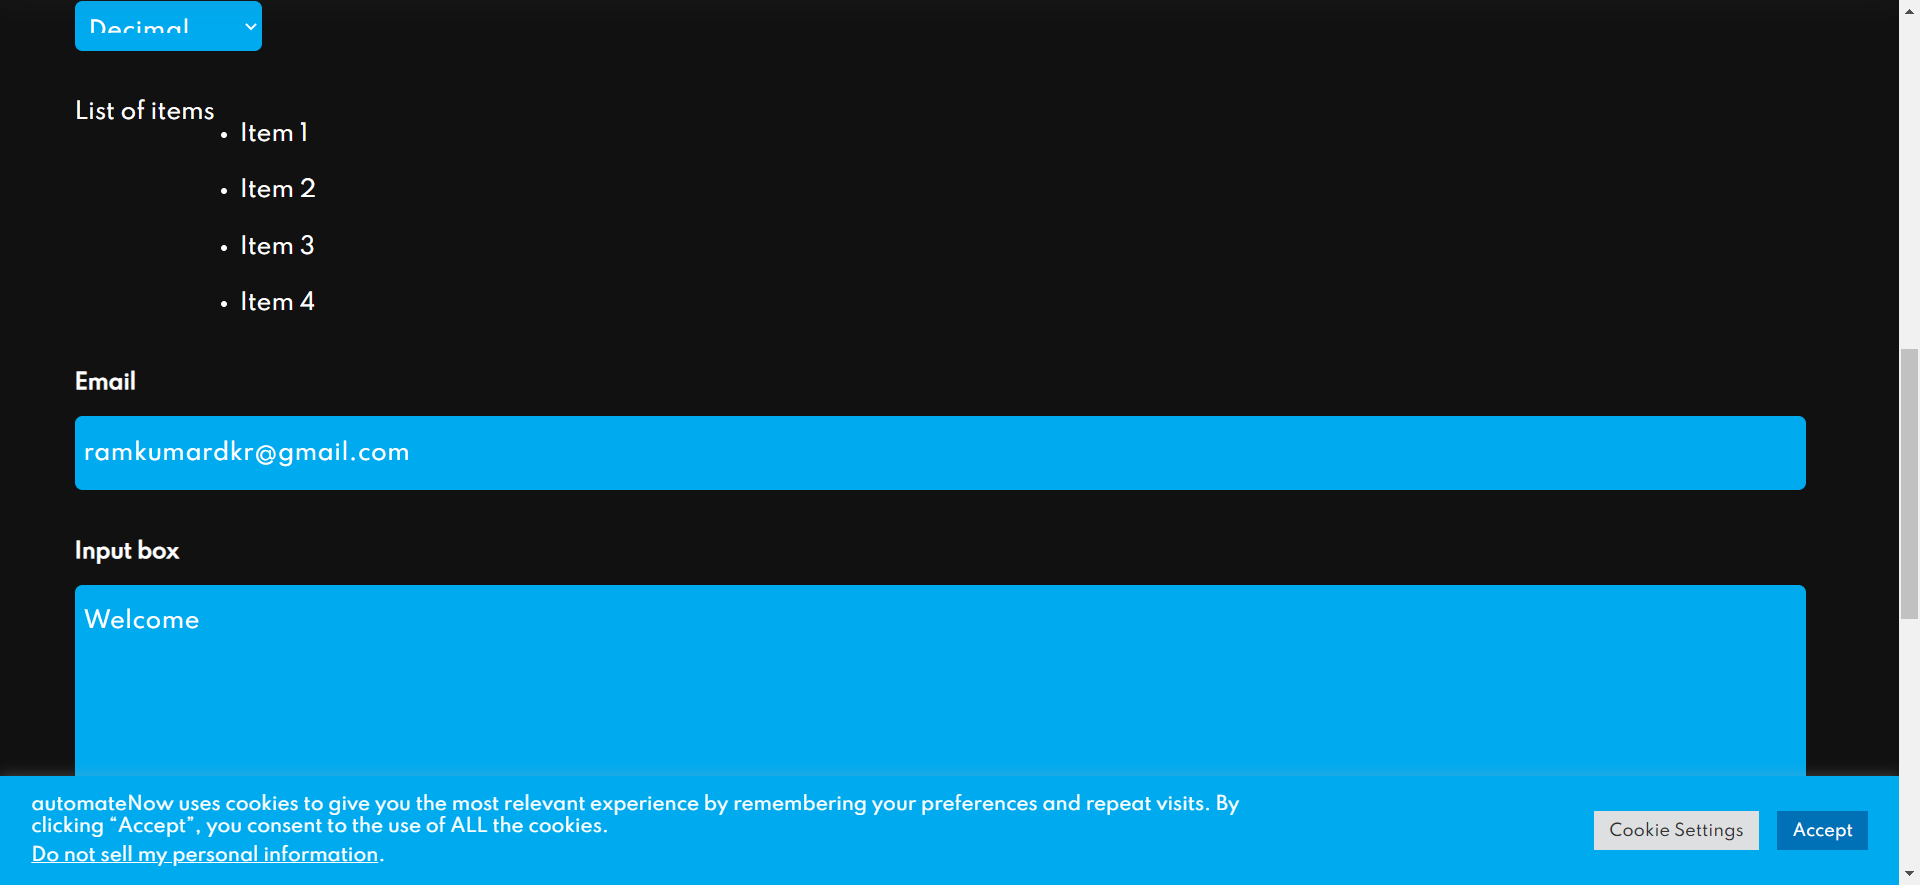 Decimal
List of items
• Item 1
• Item 2
• Item 3
• Item 4
Email
ramkumardkr@gmail.com
Input box
Welcome
automateNow uses cookies to give you the most relevant experience by remembering your preferences and repeat visits. By
clicking “Accept”, you consent to the use of ALL the cookies.
Do not sell my personal information.
Cookie Settings
Accept